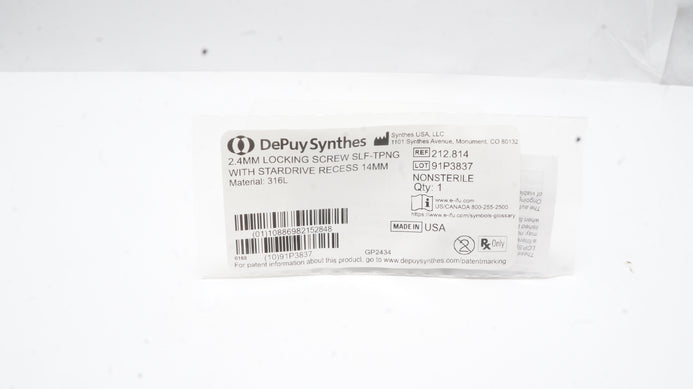 DePuy Synthes
Synthes USA, LLC
1101 Synthes Avenue, Monument, CO 80132
2.4MM LOCKING SCREW SLF-TPNG
WITH STARDRIVE RECESS 14MM
Material: 316L
REF 212.814
LOT 91P3837
NONSTERILE
Qty: 1
www.e-ifu.com
US/CANADA 800-255-2500
https://www.e-ifu.com/symbols-glossary
MADE IN USA
(01)10886982152848
(10)91P3837
GP2434
Rx Only
For patent information about this product, go to www.depuysynthes.com/patentmarking